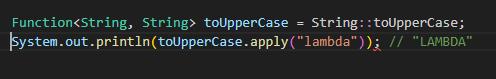 Function<String, String> toUpperCase = String::toUpperCase;
System.out.println(toUpperCase.apply("lambda")); // "LAMBDA"